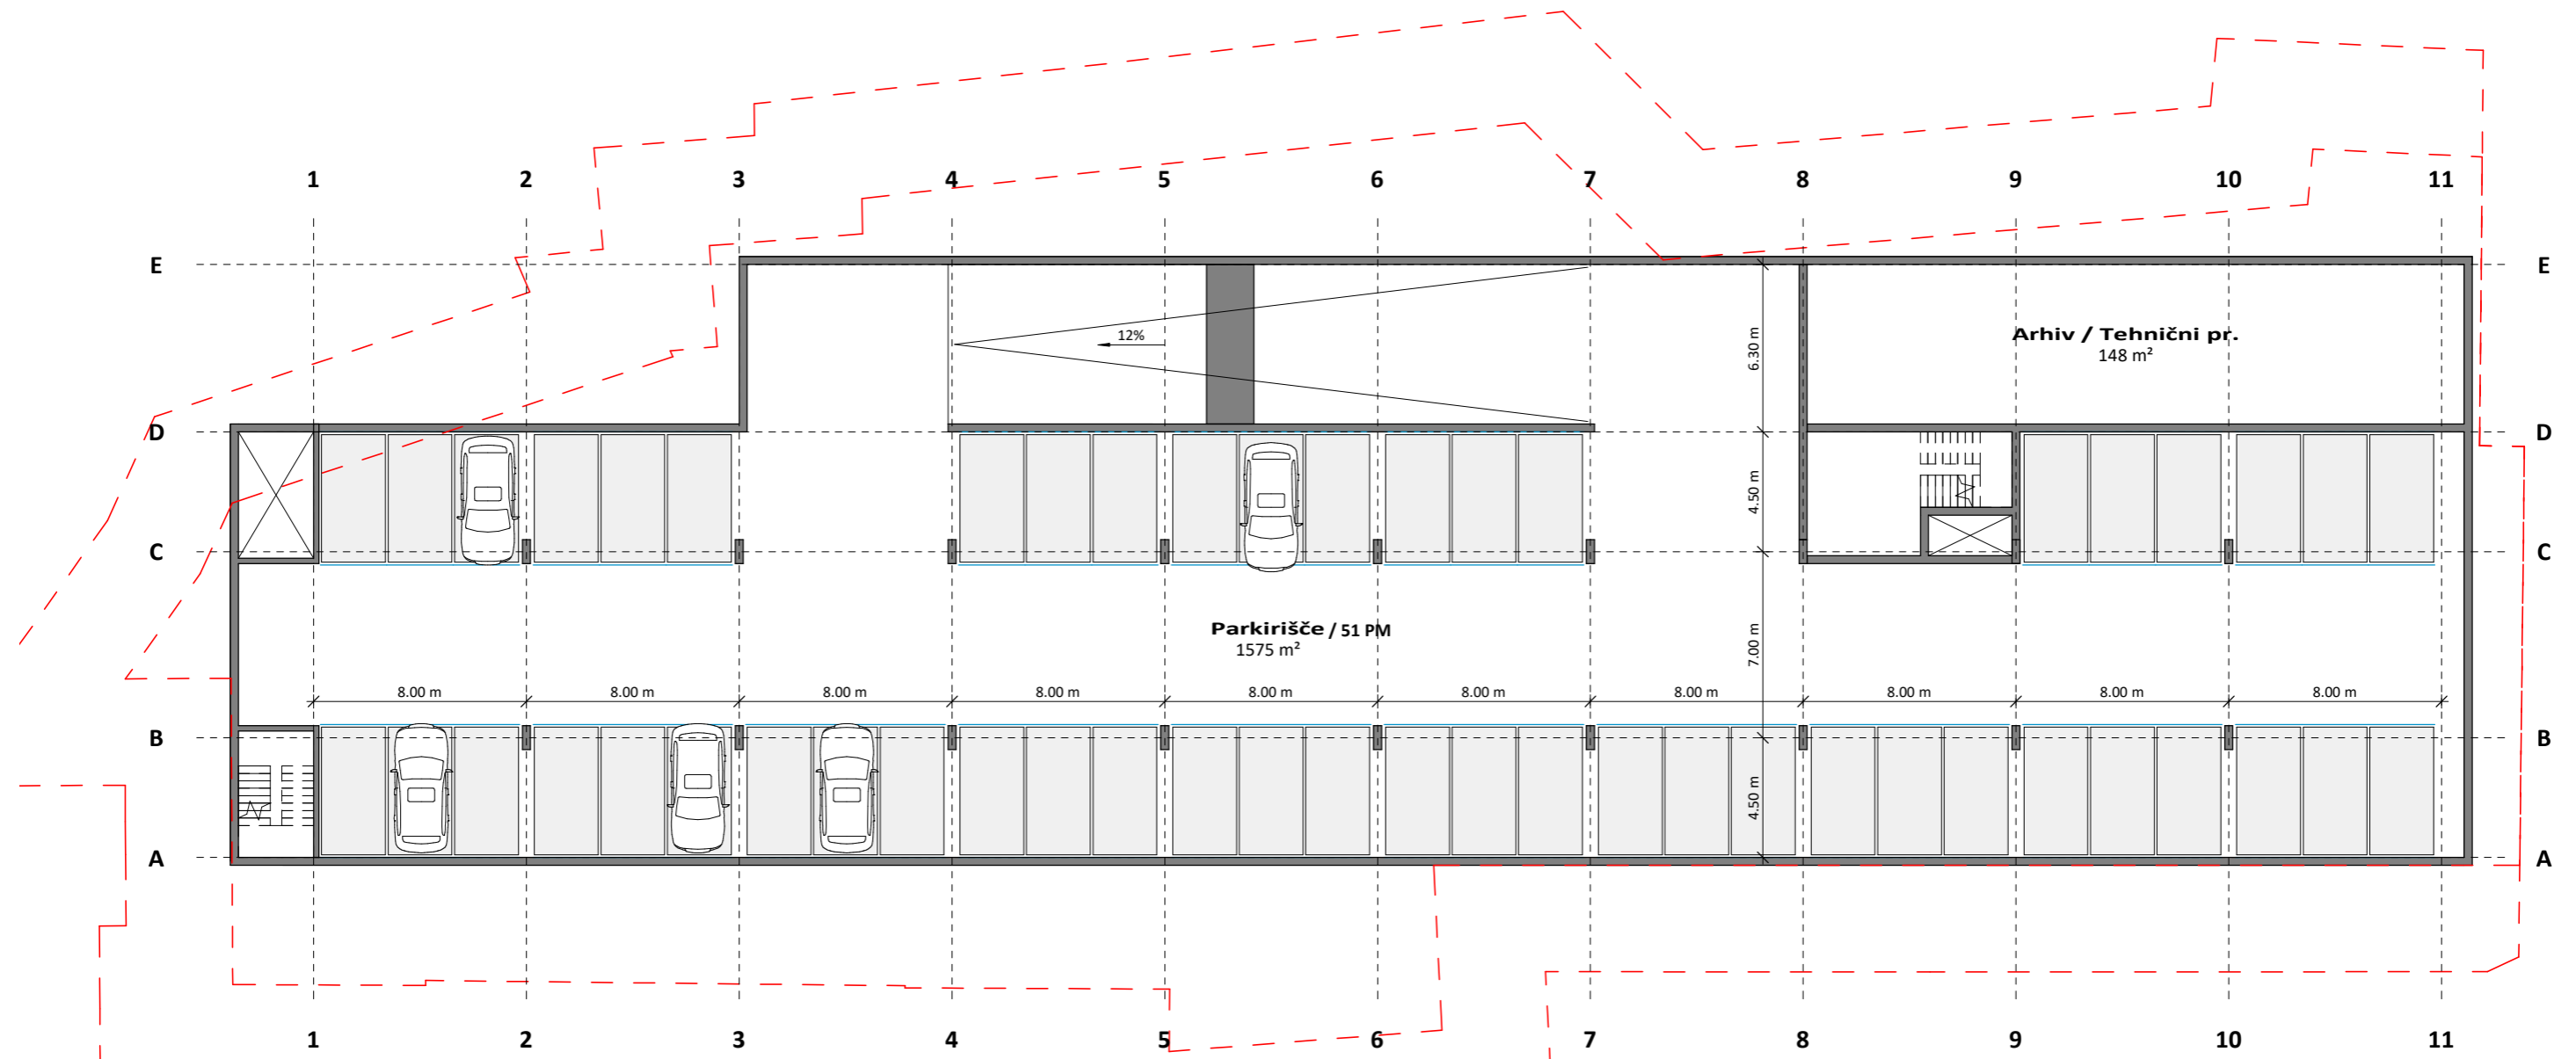 1 2 3 4 5 6 7 8 9 10 11
E E
12%
6.30 m
Arhiv / Tehnični pr.
148 m²
D D
4.50 m
C C
Parkirišče / 51 PM
1575 m²
7.00 m
8.00 m 8.00 m 8.00 m 8.00 m 8.00 m 8.00 m 8.00 m 8.00 m 8.00 m 8.00 m
B B
4.50 m
A A
1 2 3 4 5 6 7 8 9 10 11